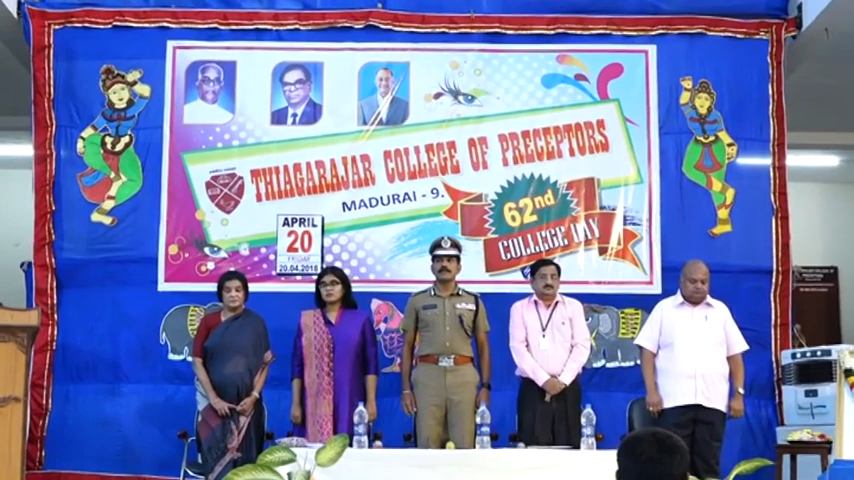 THIAGARAJAR COLLEGE OF PRECEPTORS
MADURAI - 9.
APRIL
20
FRIDAY
20.04.2018
62nd
COLLEGE DAY